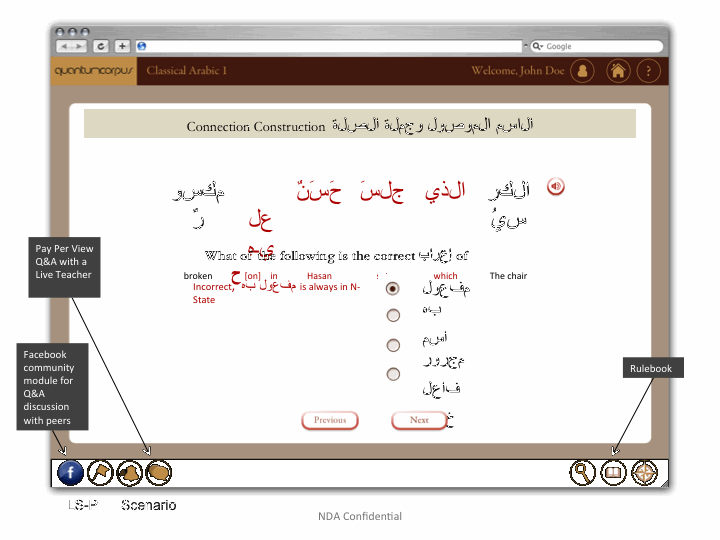 Google
quantumcorpus Classical Arabic 1 Welcome, John Doe ?
Connection Construction الاسم الموصول وجملة الصلة
الْكُرْسِيُّ الذي جلسَ حَسَنٌ عليه مكسورٌ
What of the following is the correct إعراب of
broken [on] in Hasan which The chair
ح
Incorrect, مفعول به is always in N-
State
مفعول
به
اسم
مجرور
فاعل
Previous Next
Pay Per View
Q&A with a
Live Teacher
Facebook
community
module for
Q&A
discussion
with peers
Rulebook
f
Scenario
NDA Confidential